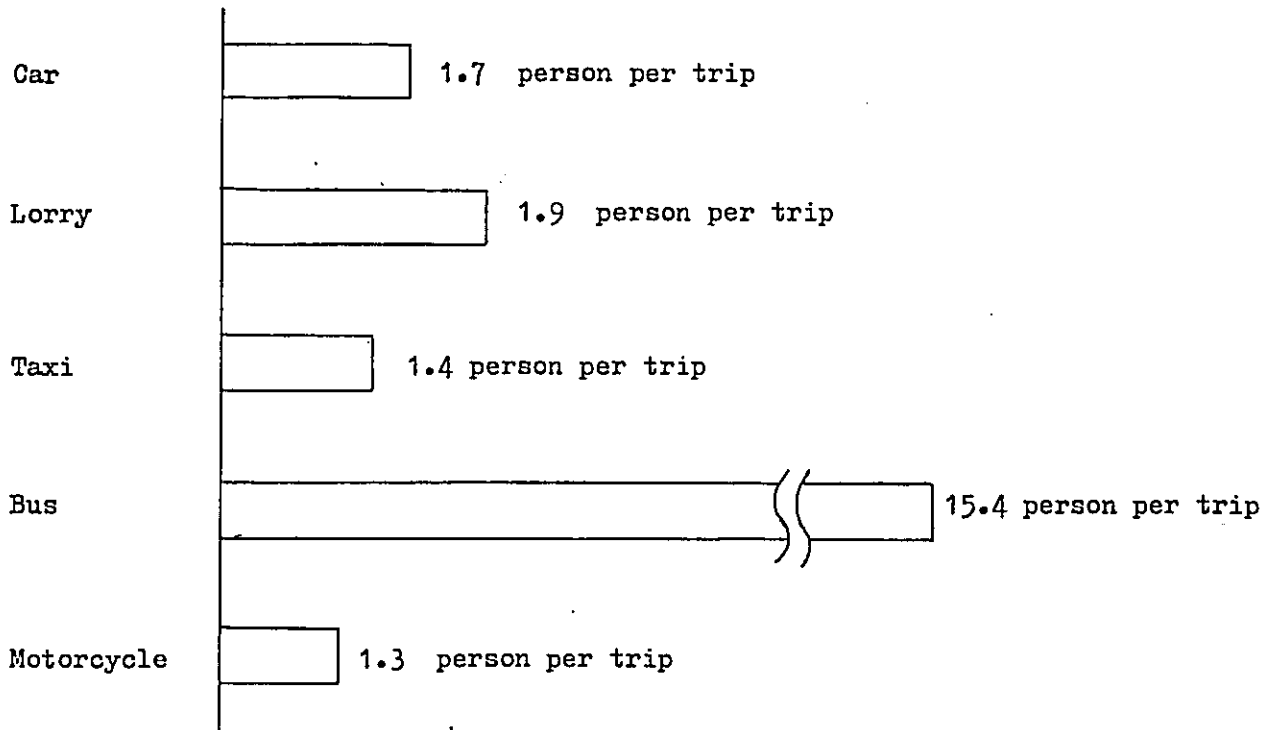 Car 1.7 person per trip
Lorry 1.9 person per trip
Taxi 1.4 person per trip
Bus 15.4 person per trip
Motorcycle 1.3 person per trip